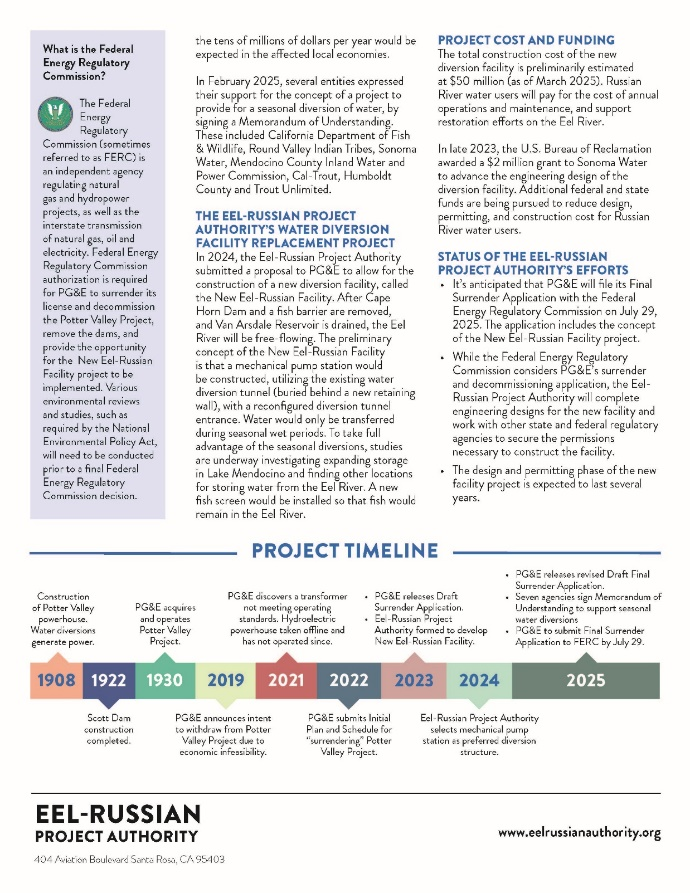 What is the Federal
Energy Regulatory
Commission?
The Federal
Energy
Regulatory
Commission (sometimes
referred to as FERC) is
an independent agency
regulating natural
gas and hydropower
projects, as well as the
interstate transmission
of natural gas, oil and
electricity. Federal Energy
Regulatory Commission
authorization is required
for PG&E to surrender its
license and decommission
the Potter Valley Project,
remove the dams, and
provide the opportunity
for the New Eel-Russian
Facility project to be
implemented. Various
environmental reviews
and studies, such as
required by the National
Environmental Policy Act,
will need to be conducted
prior to a final Federal
Energy Regulatory
Commission decision.
the tens of millions of dollars per year would be
expected in the affected local economies.
In February 2025, several entities expressed
their support for the concept of a project to
provide for a seasonal diversion of water, by
signing a Memorandum of Understanding.
These included California Department of Fish
& Wildlife, Round Valley Indian Tribes, Sonoma
Water, Mendocino County Inland Water and
Power Commission, Cal-Trout, Humboldt
County and Trout Unlimited.
THE EEL-RUSSIAN PROJECT
AUTHORITY'S WATER DIVERSION
FACILITY REPLACEMENT PROJECT
In 2024, the Eel-Russian Project Authority
submitted a proposal to PG&E to allow for the
construction of a new diversion facility, called
the New Eel-Russian Facility. After Cape
Horn Dam and a fish barrier are removed,
and Van Arsdale Reservoir is drained, the Eel
River will be free-flowing. The preliminary
concept of the New Eel-Russian Facility
is that a mechanical pump station would
be constructed, utilizing the existing water
diversion tunnel (buried behind a new retaining
wall), with a reconfigured diversion tunnel
entrance. Water would only be transferred
during seasonal wet periods. To take full
advantage of the seasonal diversions, studies
are underway investigating expanding storage
in Lake Mendocino and finding other locations
for storing water from the Eel River. A new
fish screen would be installed so that fish would
remain in the Eel River.
PROJECT COST AND FUNDING
The total construction cost of the new
diversion facility is preliminarily estimated
at $50 million (as of March 2025). Russian
River water users will pay for the cost of annual
operations and maintenance, and support
restoration efforts on the Eel River.
In late 2023, the U.S. Bureau of Reclamation
awarded a $2 million grant to Sonoma Water
to advance the engineering design of the
diversion facility. Additional federal and state
funds are being pursued to reduce design,
permitting, and construction cost for Russian
River water users.
STATUS OF THE EEL-RUSSIAN
PROJECT AUTHORITY'S EFFORTS
• It's anticipated that PG&E will file its Final
Surrender Application with the Federal
Energy Regulatory Commission on July 29,
2025. The application includes the concept
of the New Eel-Russian Facility project.
• While the Federal Energy Regulatory
Commission considers PG&E's surrender
and decommissioning application, the Eel-
Russian Project Authority will complete
engineering designs for the new facility and
work with other state and federal regulatory
agencies to secure the permissions
necessary to construct the facility.
• The design and permitting phase of the new
facility project is expected to last several
years.
PROJECT TIMELINE
Construction
of Potter Valley
powerhouse.
Water diversions
generate power.
PG&E acquires
and operates
Potter Valley
Project.
PG&E discovers a transformer
not meeting operating
standards. Hydroelectric
powerhouse taken offline and
has not operated since.
• PG&E releases Draft
Surrender Application.
• Eel-Russian Project
Authority formed to develop
New Eel-Russian Facility.
• PG&E releases revised Draft Final
Surrender Application.
• Seven agencies sign Memorandum of
Understanding to support seasonal
water diversions
• PG&E to submit Final Surrender
Application to FERC by July 29.
1908 1922 1930 2019 2021 2022 2023 2024 2025
Scott Dam
construction
completed.
PG&E announces intent
to withdraw from Potter
Valley Project due to
economic infeasibility.
PG&E submits Initial
Plan and Schedule for
"surrendering" Potter
Valley Project.
Eel-Russian Project Authority
selects mechanical pump
station as preferred diversion
structure.
EEL-RUSSIAN
PROJECT AUTHORITY
www.eelrussianauthority.org
404 Aviation Boulevard Santa Rosa, CA 95403